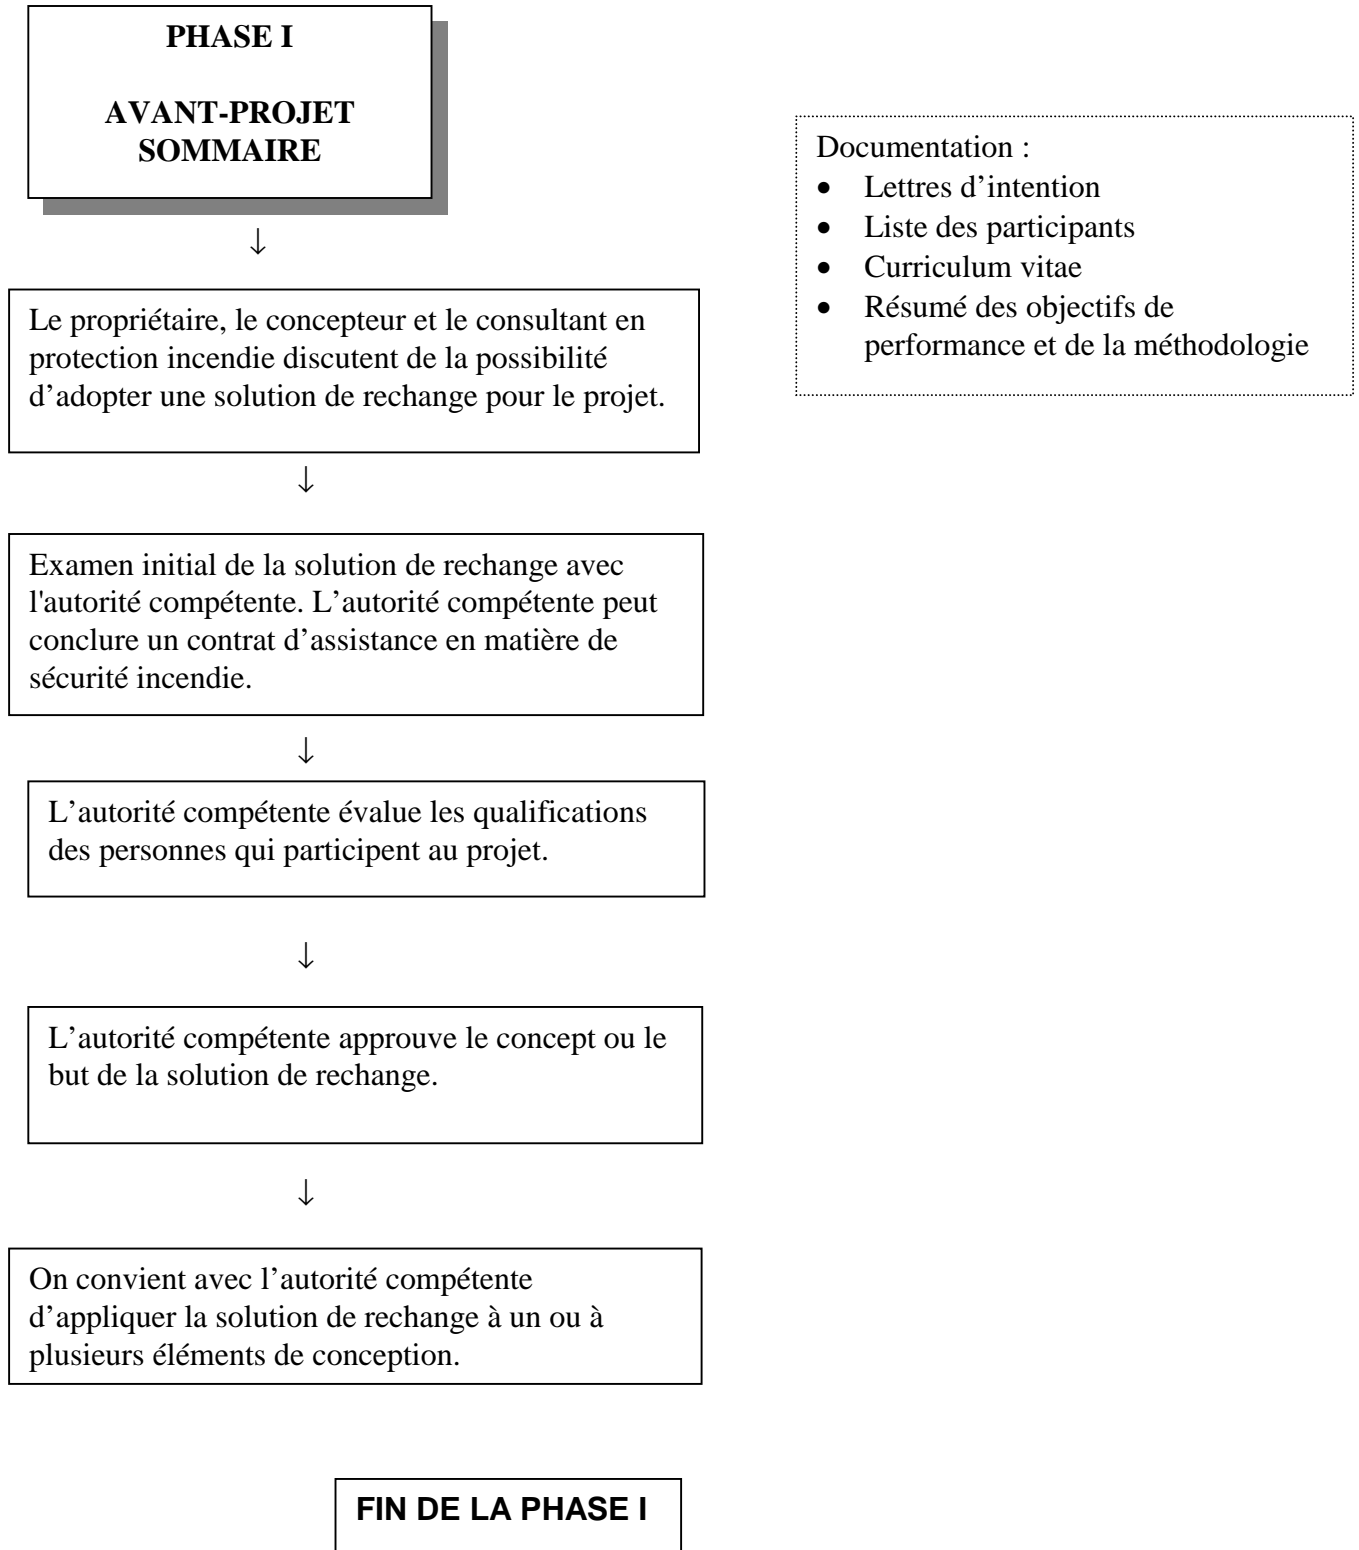 PHASE I
AVANT-PROJET
SOMMAIRE
↓
Documentation :
• Lettres d’intention
• Liste des participants
• Curriculum vitae
• Résumé des objectifs de
performance et de la méthodologie
Le propriétaire, le concepteur et le consultant en
protection incendie discutent de la possibilité
d’adopter une solution de rechange pour le projet.
↓
Examen initial de la solution de rechange avec
l'autorité compétente. L’autorité compétente peut
conclure un contrat d’assistance en matière de
sécurité incendie.
↓
L’autorité compétente évalue les qualifications
des personnes qui participent au projet.
↓
L’autorité compétente approuve le concept ou le
but de la solution de rechange.
↓
On convient avec l’autorité compétente
d’appliquer la solution de rechange à un ou à
plusieurs éléments de conception.
FIN DE LA PHASE I